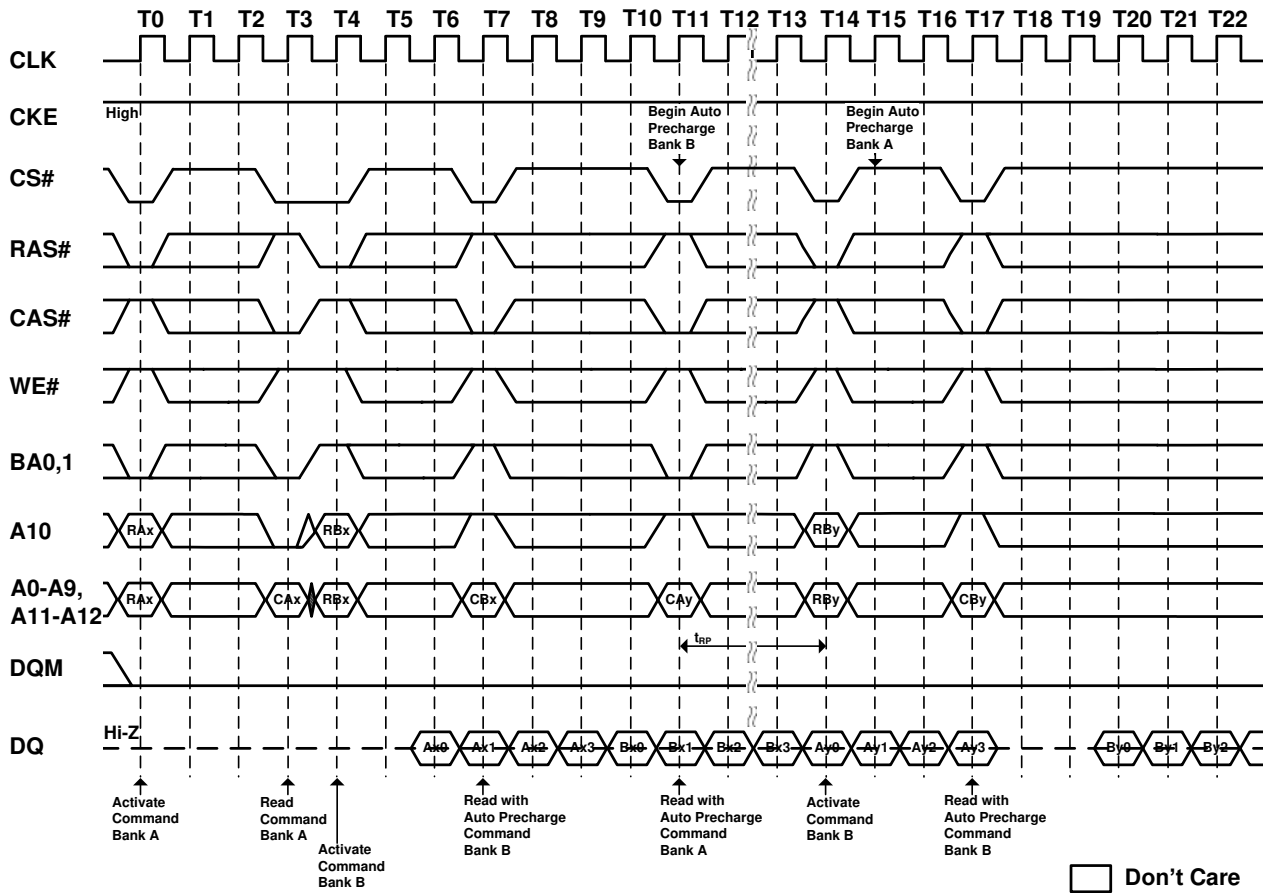 T0 T1 T2 T3 T4 T5 T6 T7 T8 T9 T10 T11 T12 T13 T14 T15 T16 T17 T18 T19 T20 T21 T22
CLK
CKE
High
Begin Auto
Precharge
Bank B
Begin Auto
Precharge
Bank A
CS#
RAS#
CAS#
WE#
BA0,1
A10
RAx RBx RBy
A0-A9,
A11-A12
RAx CAx RBx CBx CAy RBy CBy
tRP
DQM
DQ
Hi-Z
Ax0 Ax1 Ax2 Ax3 Bx0 Bx1 Bx2 Bx3 Ay0 Ay1 Ay2 Ay3 By0 By1 By2
Activate
Command
Bank A
Read
Command
Bank A
Activate
Command
Bank B
Read with
Auto Precharge
Command
Bank B
Read with
Auto Precharge
Command
Bank A
Activate
Command
Bank B
Read with
Auto Precharge
Command
Bank B
Don't Care